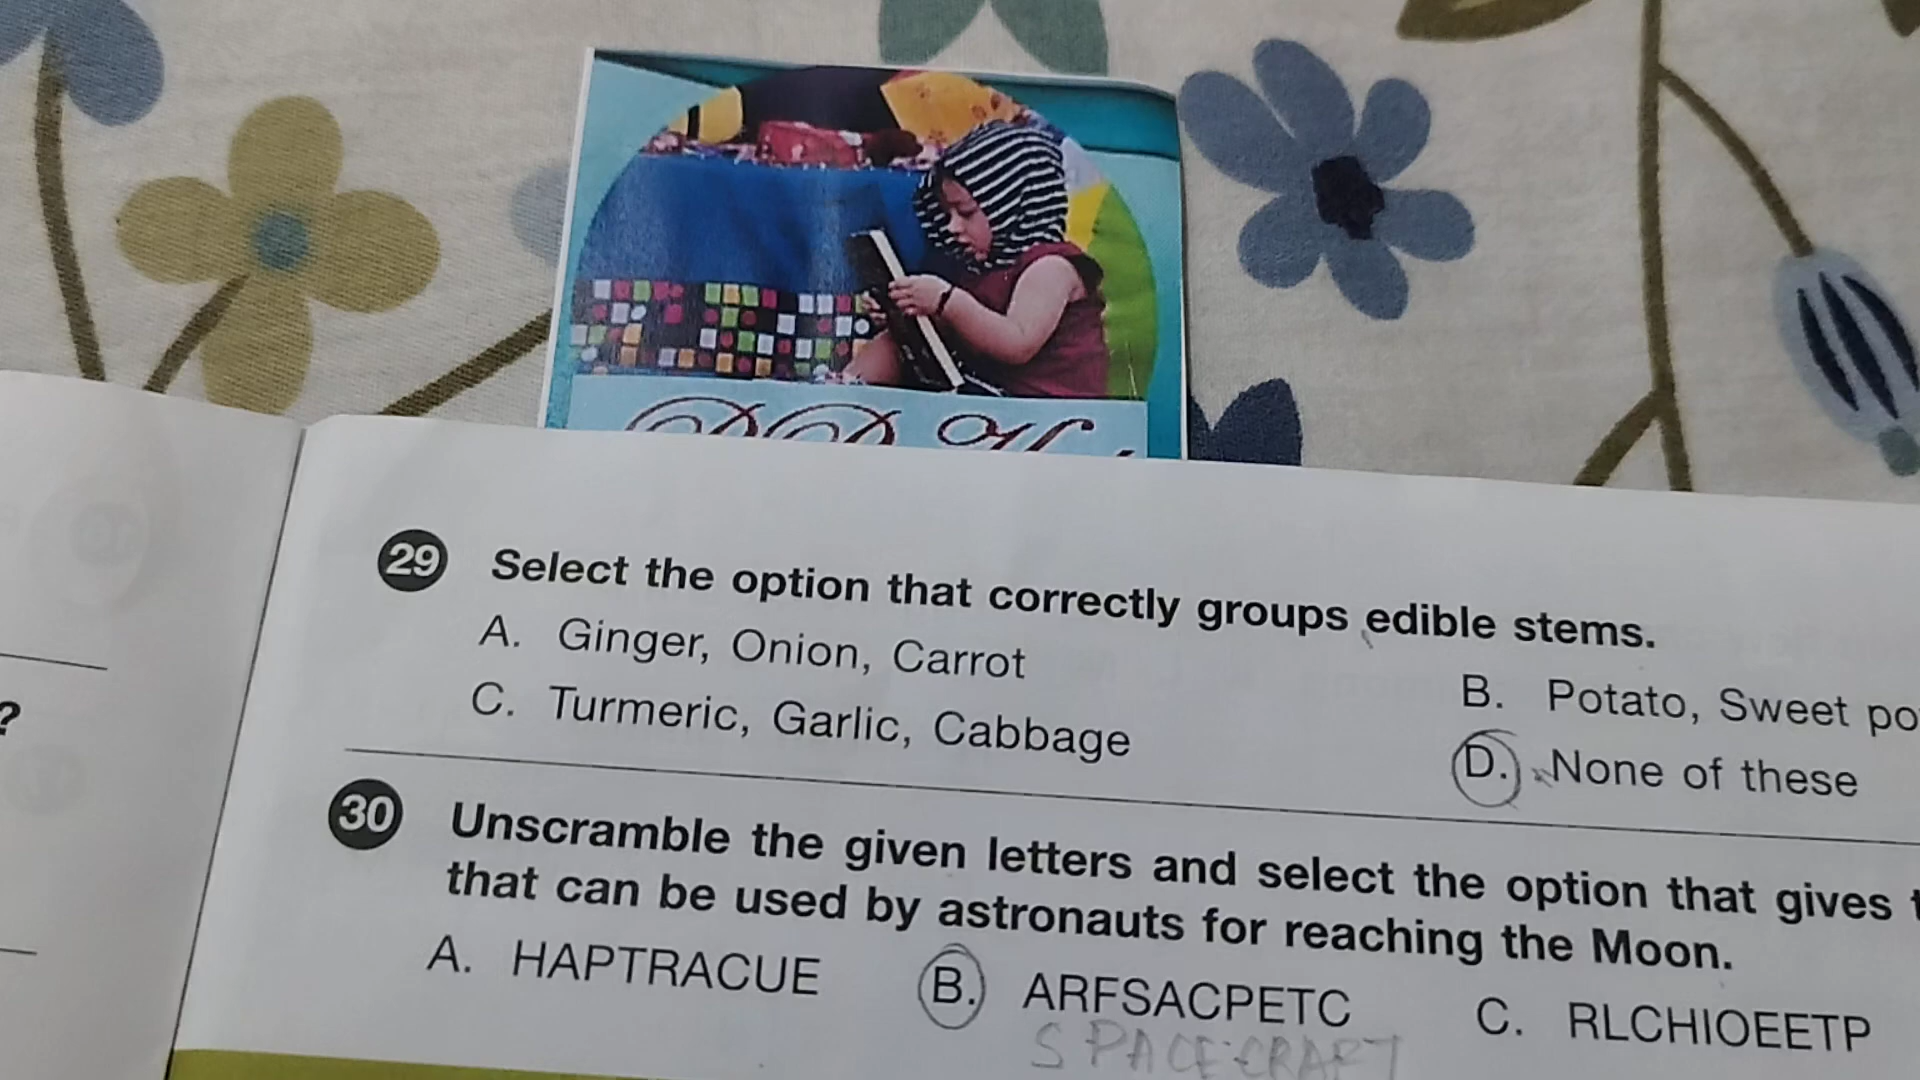 29 Select the option that correctly groups edible stems.
A. Ginger, Onion, Carrot
B. Potato, Sweet po
C. Turmeric, Garlic, Cabbage
D. None of these
?
30 Unscramble the given letters and select the option that gives
that can be used by astronauts for reaching the Moon.
A. HAPTRACUE B. ARFSACPETC C. RLCHIOEETP
SPACECRAFT